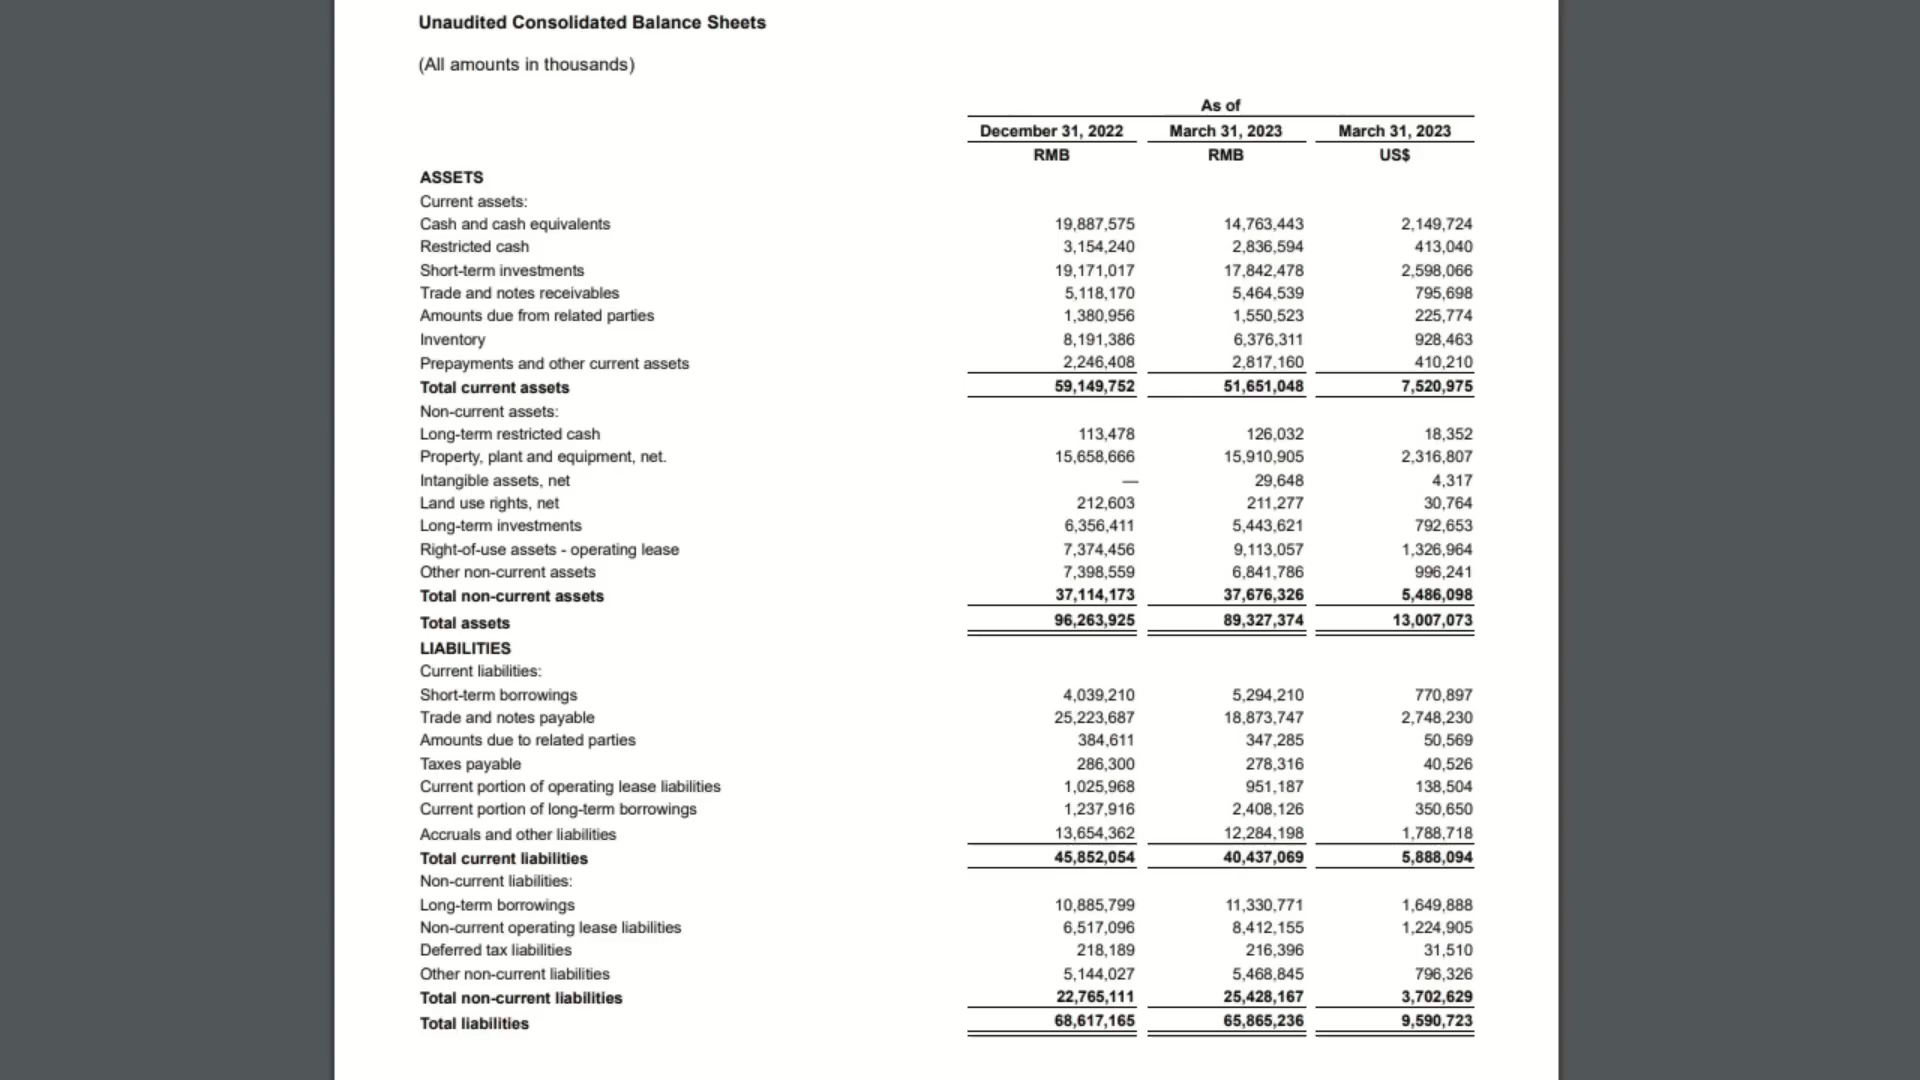 Unaudited Consolidated Balance Sheets
(All amounts in thousands)
As of
December 31, 2022 March 31, 2023 March 31, 2023
RMB RMB US$
ASSETS
Current assets:
Cash and cash equivalents 19,887,575 14,763,443 2,149,724
Restricted cash 3,154,240 2,836,594 413,040
Short-term investments 19,171,017 17,842,478 2,598,066
Trade and notes receivables 5,118,170 5,464,539 795,698
Amounts due from related parties 1,380,956 1,550,523 225,774
Inventory 8,191,386 6,376,311 928,463
Prepayments and other current assets 2,246,408 2,817,160 410,210
Total current assets 59,149,752 51,651,048 7,520,975
Non-current assets:
Long-term restricted cash 113,478 126,032 18,352
Property, plant and equipment, net. 15,658,666 15,910,905 2,316,807
Intangible assets, net — 29,648 4,317
Land use rights, net 212,603 211,277 30,764
Long-term investments 6,356,411 5,443,621 792,653
Right-of-use assets - operating lease 7,374,456 9,113,057 1,326,964
Other non-current assets 7,398,559 6,841,786 996,241
Total non-current assets 37,114,173 37,676,326 5,486,098
Total assets 96,263,925 89,327,374 13,007,073
LIABILITIES
Current liabilities:
Short-term borrowings 4,039,210 5,294,210 770,897
Trade and notes payable 25,223,687 18,873,747 2,748,230
Amounts due to related parties 384,611 347,285 50,569
Taxes payable 286,300 278,316 40,526
Current portion of operating lease liabilities 1,025,968 951,187 138,504
Current portion of long-term borrowings 1,237,916 2,408,126 350,650
Accruals and other liabilities 13,654,362 12,284,198 1,788,718
Total current liabilities 45,852,054 40,437,069 5,888,094
Non-current liabilities:
Long-term borrowings 10,885,799 11,330,771 1,649,888
Non-current operating lease liabilities 6,517,096 8,412,155 1,224,905
Deferred tax liabilities 218,189 216,396 31,510
Other non-current liabilities 5,144,027 5,468,845 796,326
Total non-current liabilities 22,765,111 25,428,167 3,702,629
Total liabilities 68,617,165 65,865,236 9,590,723